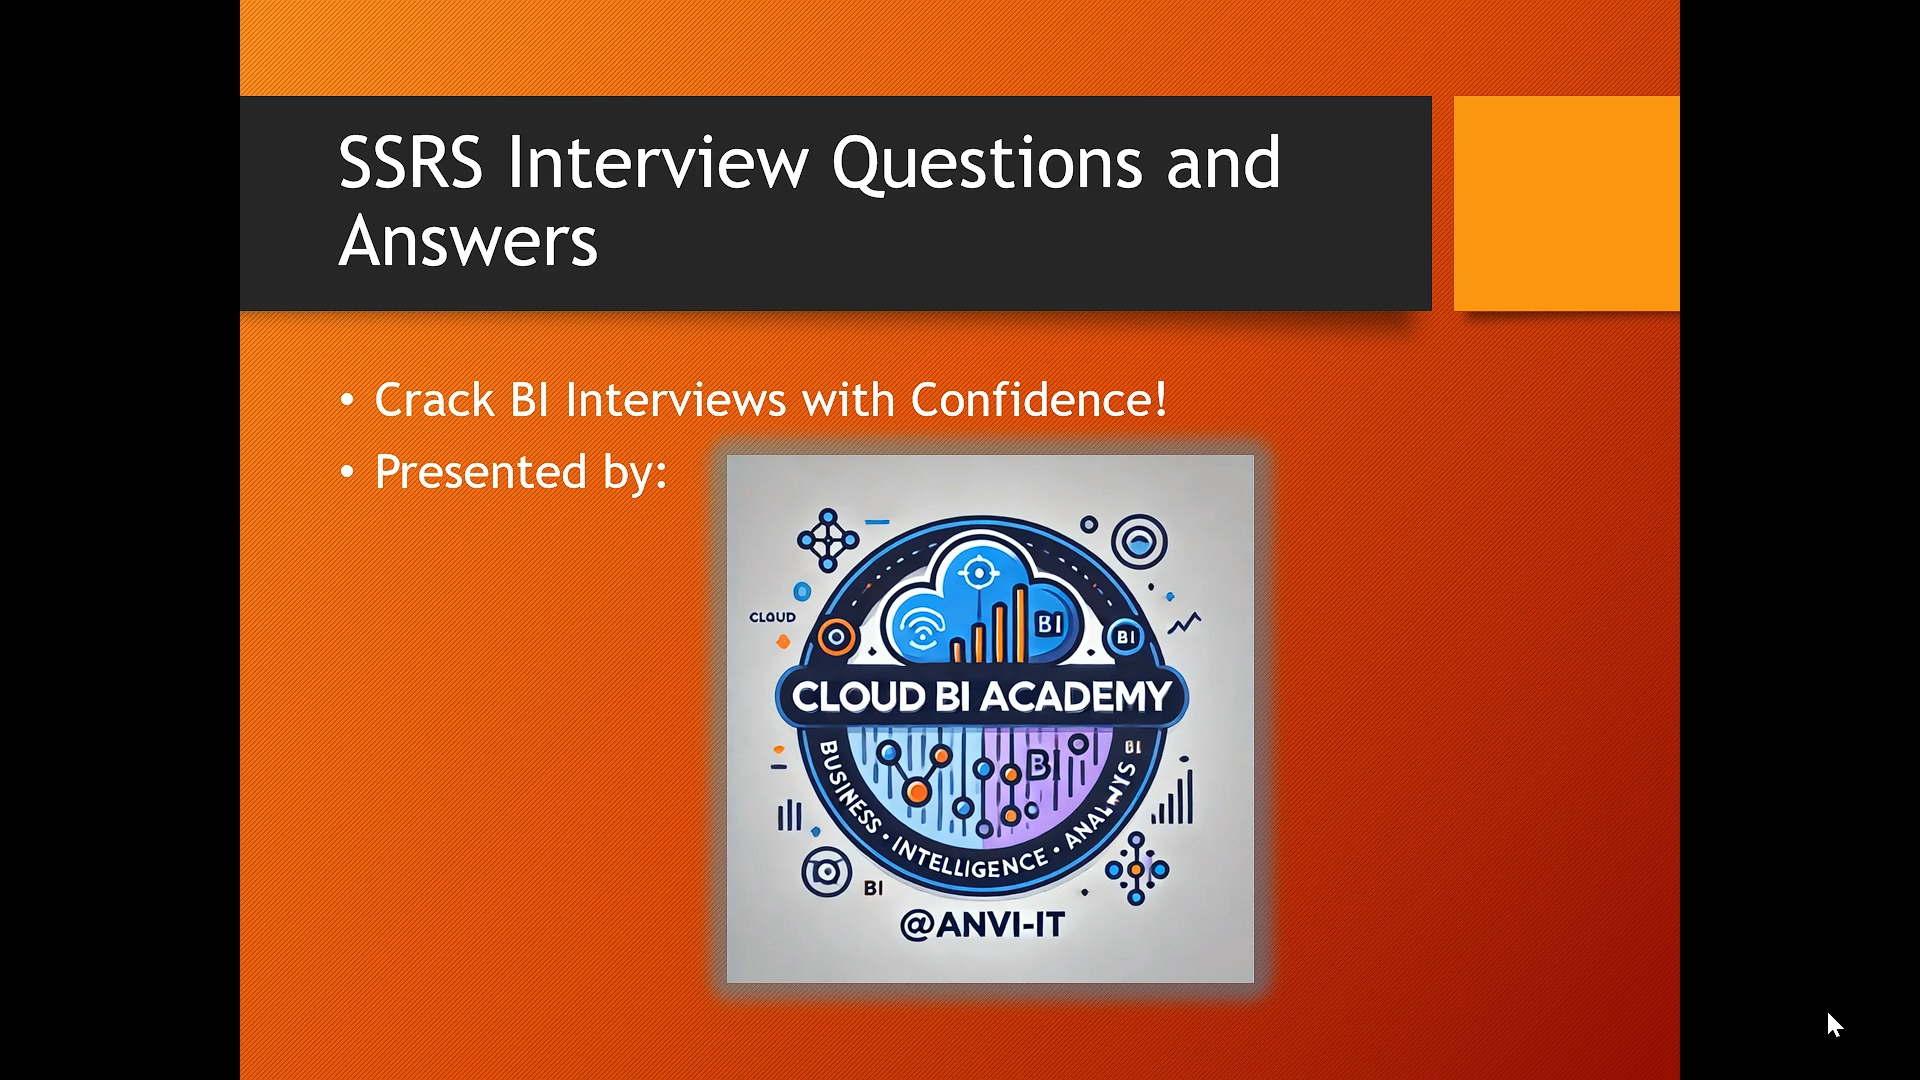 SSRS Interview Questions and
Answers
• Crack BI Interviews with Confidence!
• Presented by:
CLOUD
BI
BI
CLOUD BI ACADEMY
BI
BI
BUSINESS • INTELLIGENCE •
BI
@ANVI-IT